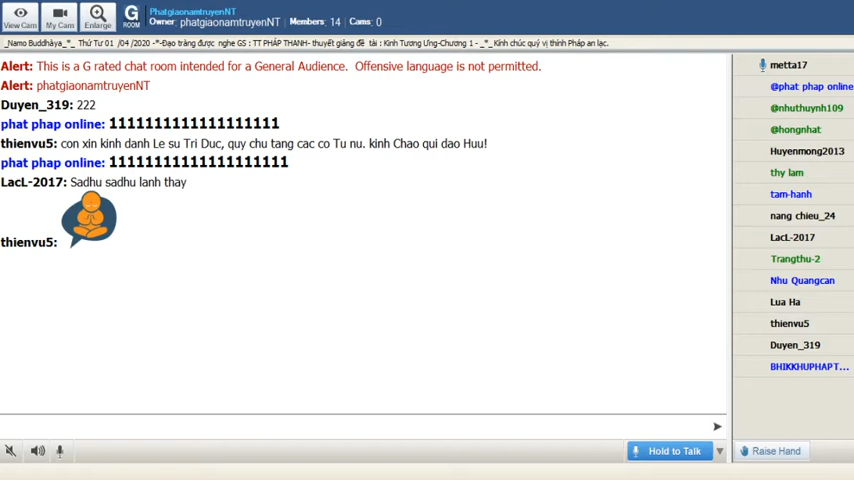 View Cam
My Cam
Enlarge
G
ROOM
PhatgiaonamtruyenNT
Owner: phatgiaonamtruyenNT | Members: 14 | Cams: 0
_Namo Buddhàya_*_ Thứ Tư 01 /04 /2020 -*-Đạo tràng được nghe GS : TT PHÁP THANH- thuyết giảng đề tài : Kinh Tương Ưng-Chương 1 - _*_ Kính chúc quý vị thính Pháp an lạc.
Alert: This is a G rated chat room intended for a General Audience. Offensive language is not permitted.
Alert: phatgiaonamtruyenNT
Duyen_319: 222
phat phap online: 1111111111111111111
thienvu5: con xin kinh danh Le su Tri Duc, quy chu tang cac co Tu nu. kinh Chao qui dao Huu!
phat phap online: 11111111111111111111
LacL-2017: Sadhu sadhu lanh thay
thienvu5:
Hold to Talk
metta17
@phat phap online
@nhuthuynh109
@hongnhat
Huyenmong2013
thy lam
tam-hanh
nang chieu_24
LacL-2017
Trangthu-2
Nhu Quangcan
Lua Ha
thienvu5
Duyen_319
BHIKKHUPHAPT...
Raise Hand